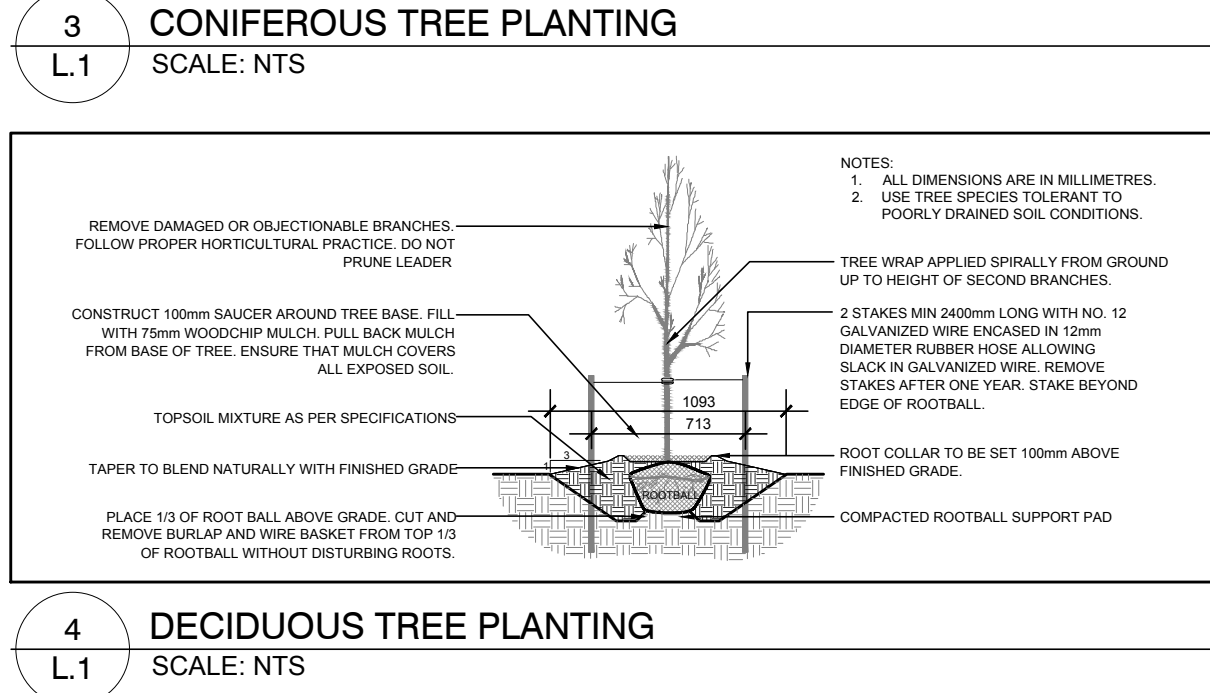 3
L.1
CONIFEROUS TREE PLANTING
SCALE: NTS
REMOVE DAMAGED OR OBJECTIONABLE BRANCHES.
FOLLOW PROPER HORTICULTURAL PRACTICE. DO NOT
PRUNE LEADER
CONSTRUCT 100mm SAUCER AROUND TREE BASE. FILL
WITH 75mm WOODCHIP MULCH. PULL BACK MULCH
FROM BASE OF TREE. ENSURE THAT MULCH COVERS
ALL EXPOSED SOIL.
TOPSOIL MIXTURE AS PER SPECIFICATIONS
TAPER TO BLEND NATURALLY WITH FINISHED GRADE
PLACE 1/3 OF ROOT BALL ABOVE GRADE. CUT AND
REMOVE BURLAP AND WIRE BASKET FROM TOP 1/3
OF ROOTBALL WITHOUT DISTURBING ROOTS.
1093
713
3
1
ROOTBALL
NOTES:
1. ALL DIMENSIONS ARE IN MILLIMETRES.
2. USE TREE SPECIES TOLERANT TO
POORLY DRAINED SOIL CONDITIONS.
TREE WRAP APPLIED SPIRALLY FROM GROUND
UP TO HEIGHT OF SECOND BRANCHES.
2 STAKES MIN 2400mm LONG WITH NO. 12
GALVANIZED WIRE ENCASED IN 12mm
DIAMETER RUBBER HOSE ALLOWING
SLACK IN GALVANIZED WIRE. REMOVE
STAKES AFTER ONE YEAR. STAKE BEYOND
EDGE OF ROOTBALL.
ROOT COLLAR TO BE SET 100mm ABOVE
FINISHED GRADE.
COMPACTED ROOTBALL SUPPORT PAD
4
L.1
DECIDUOUS TREE PLANTING
SCALE: NTS